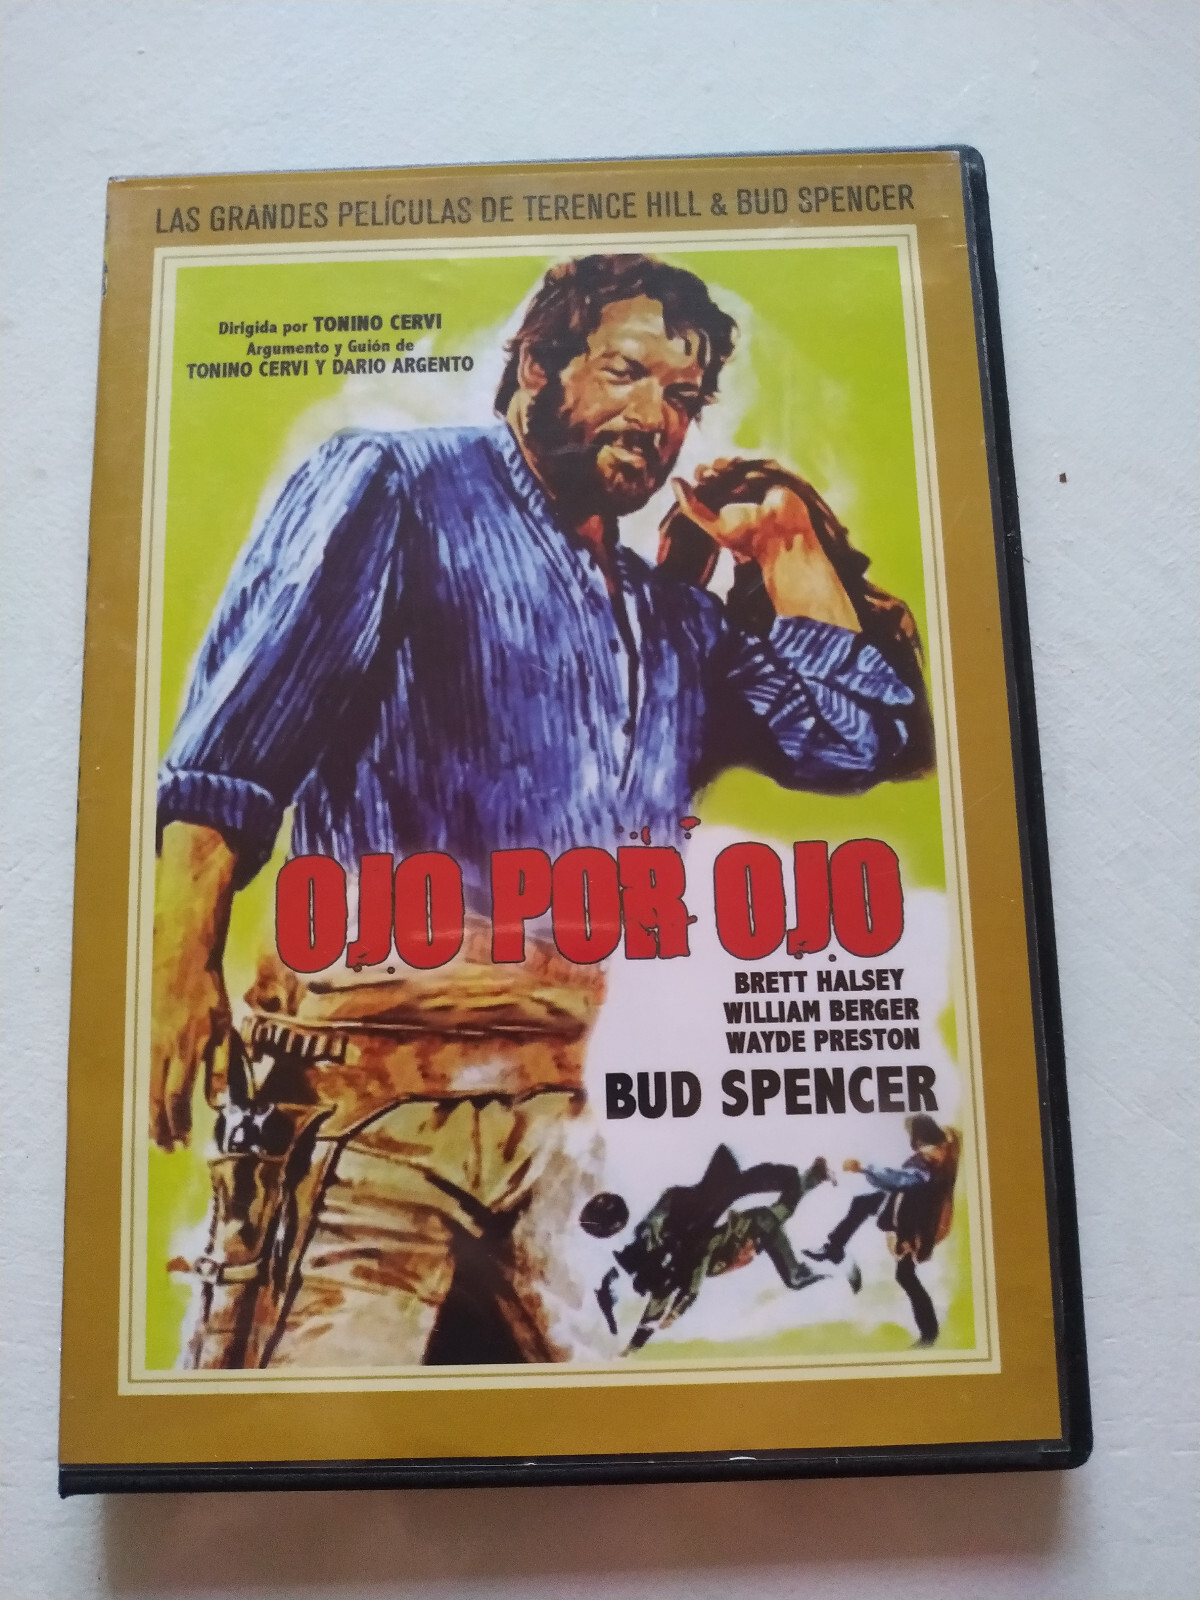 LAS GRANDES PELÍCULAS DE TERENCE HILL & BUD SPENCER
Dirigida por TONINO CERVI
Argumento y Guión de
TONINO CERVI Y DARIO ARGENTO
OJO POR OJO
BRETT HALSEY
WILLIAM BERGER
WAYDE PRESTON
BUD SPENCER